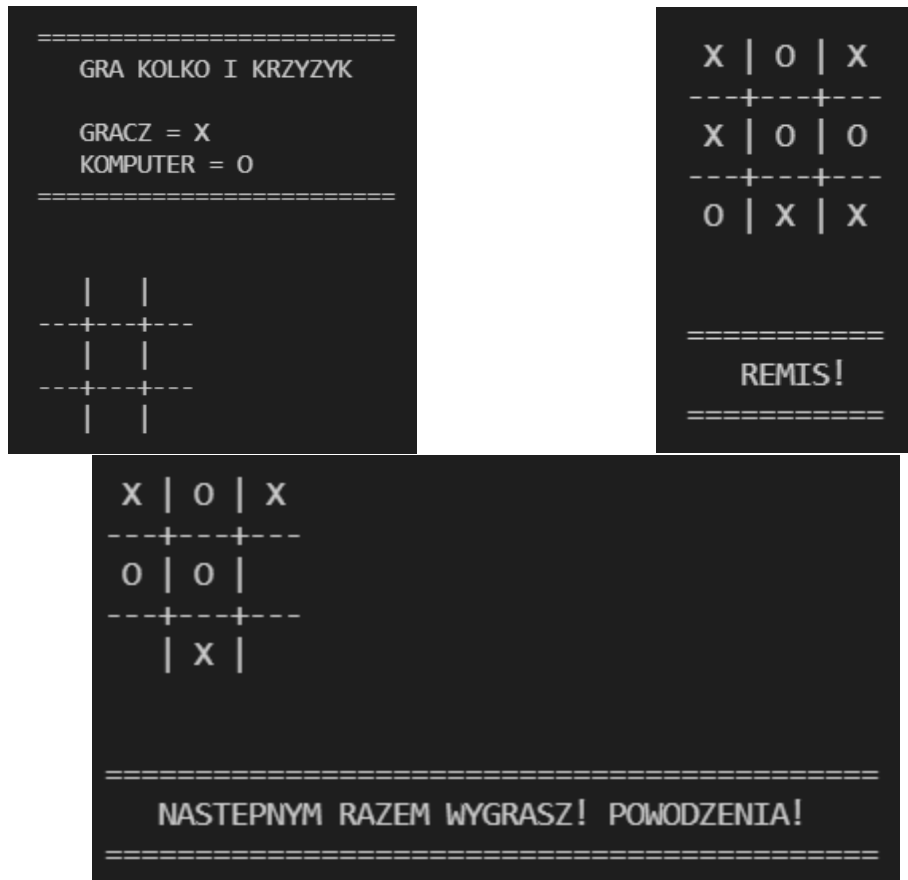 =========================
GRA KOLKO I KRZYZYK
GRACZ = X
KOMPUTER = O
=========================
| |
---+---+---
| |
---+---+---
| |
X | O | X
---+---+---
X | O | O
---+---+---
O | X | X
===========
REMIS!
===========
X | O | X
---+---+---
O | O |
---+---+---
| X |
===========================================
NASTEPNYM RAZEM WYGRASZ! POWODZENIA!
===========================================